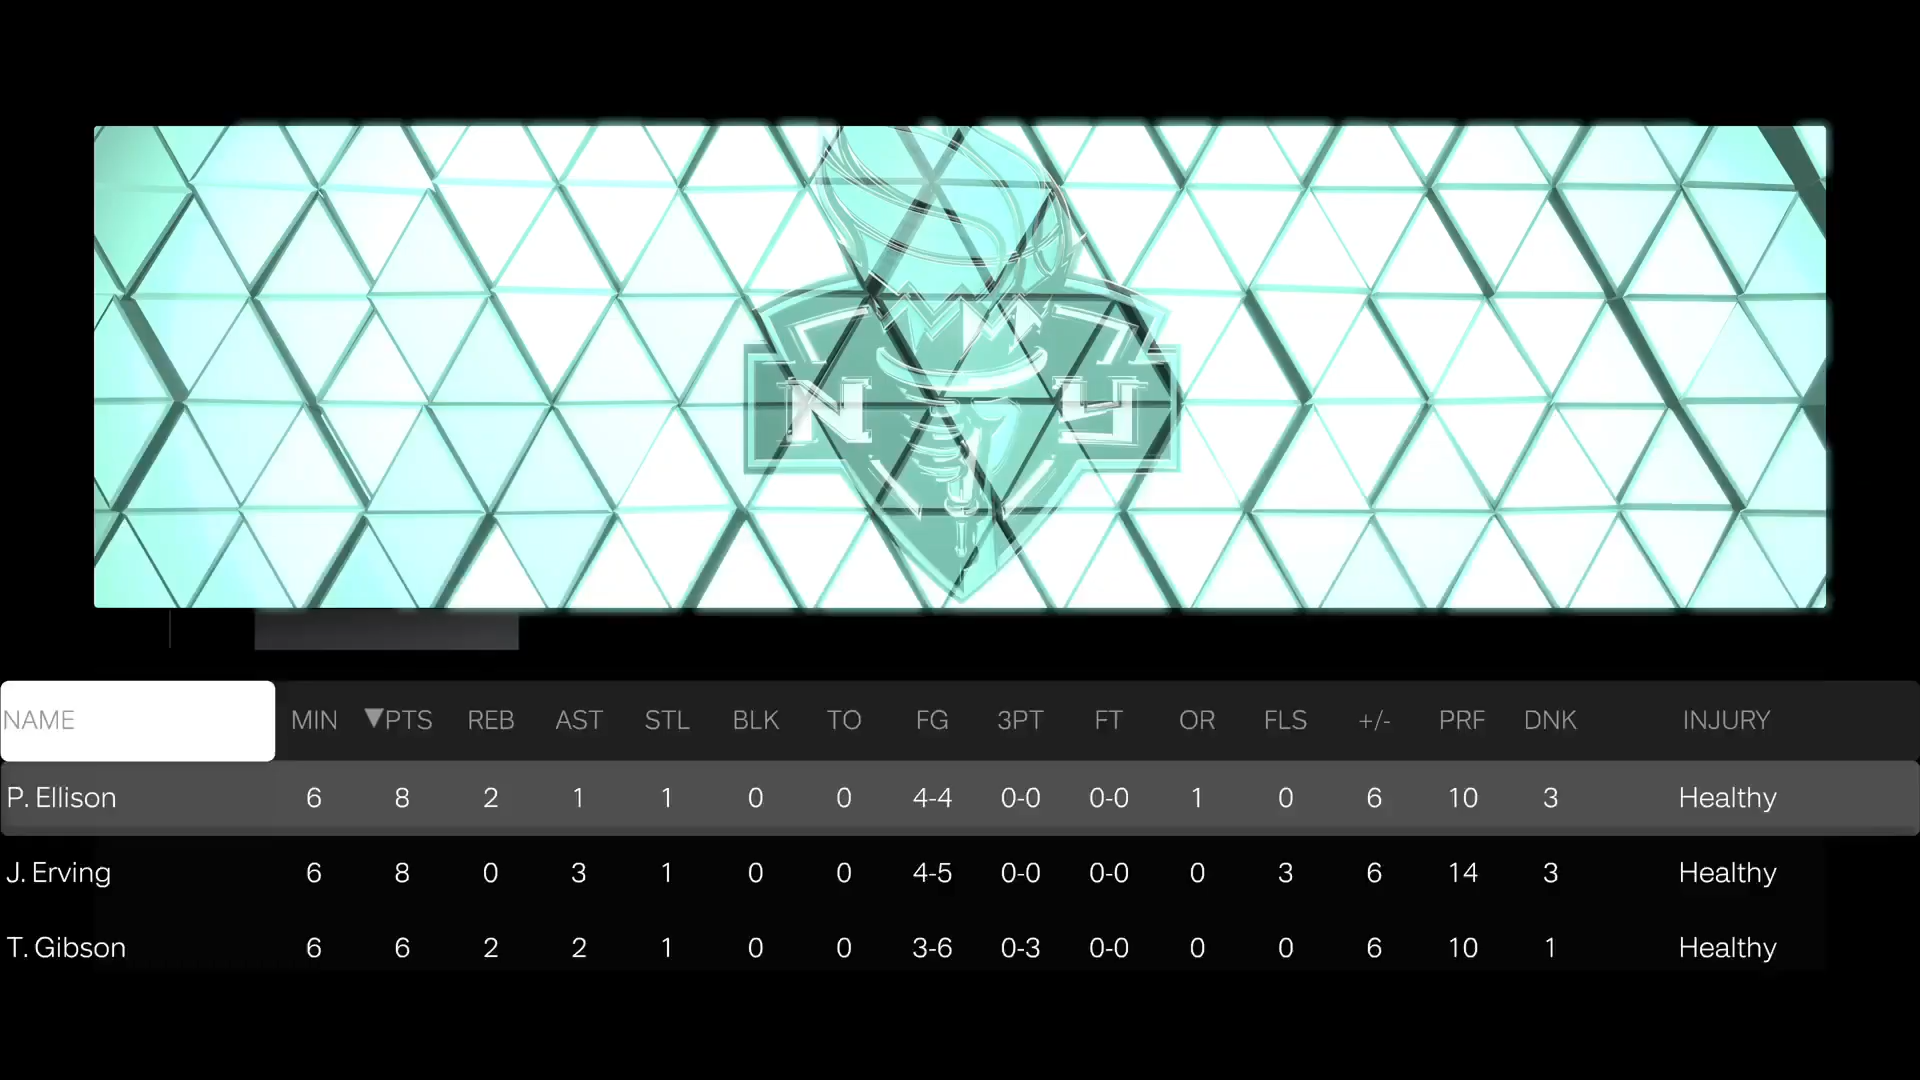 N Y
NAME MIN ▼PTS REB AST STL BLK TO FG 3PT FT OR FLS +/- PRF DNK INJURY
P. Ellison 6 8 2 1 1 0 0 4-4 0-0 0-0 1 0 6 10 3 Healthy
J. Erving 6 8 0 3 1 0 0 4-5 0-0 0-0 0 3 6 14 3 Healthy
T. Gibson 6 6 2 2 1 0 0 3-6 0-3 0-0 0 0 6 10 1 Healthy